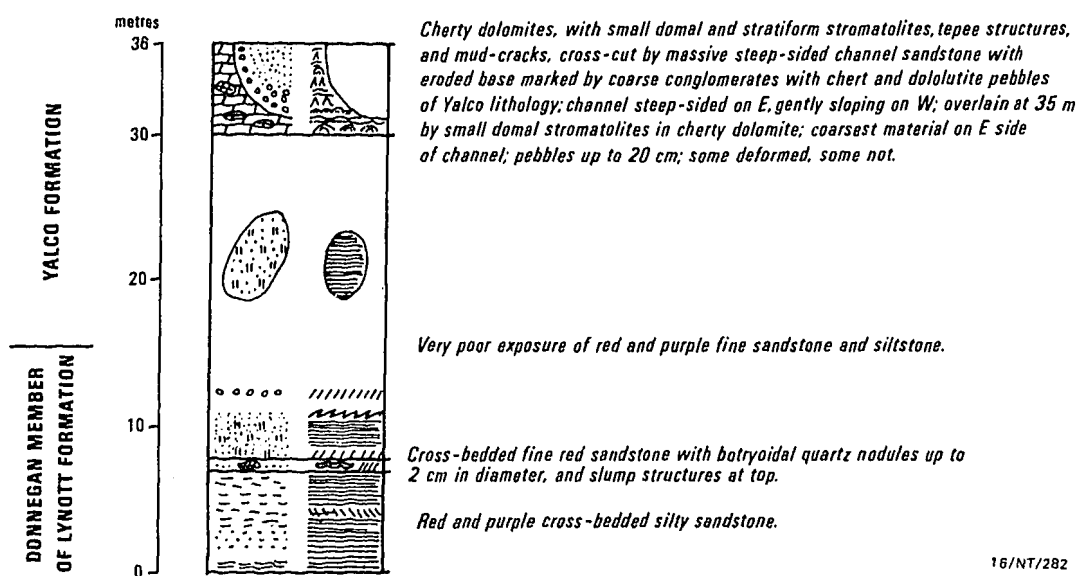 metres
36
Cherty dolomites, with small domal and stratiform stromatolites, tepee structures,
and mud-cracks, cross-cut by massive steep-sided channel sandstone with
eroded base marked by coarse conglomerates with chert and dololutite pebbles
of Yalco lithology; channel steep-sided on E, gently sloping on W; overlain at 35 m
by small domal stromatolites in cherty dolomite; coarsest material on E side
of channel; pebbles up to 20 cm; some deformed, some not.
30
YALCO FORMATION
20
Very poor exposure of red and purple fine sandstone and siltstone.
DONNEGAN MEMBER
OF LYNOTT FORMATION
10
Cross-bedded fine red sandstone with botryoidal quartz nodules up to
2 cm in diameter, and slump structures at top.
Red and purple cross-bedded silty sandstone.
0
16/NT/282